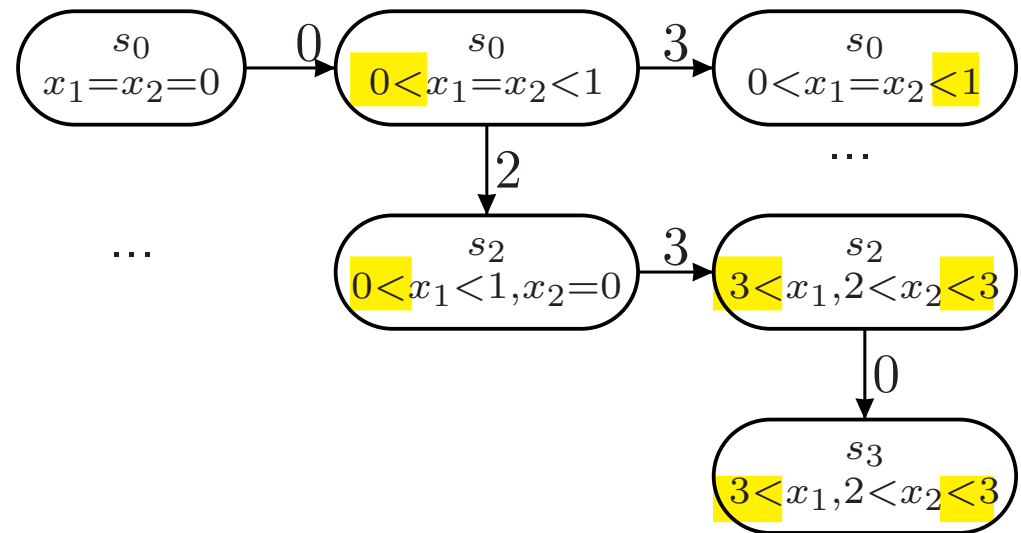 s₀
x₁=x₂=0
0
s₀
0<x₁=x₂<1
3
s₀
0<x₁=x₂<1
...
2
...
s₂
0<x₁<1,x₂=0
3
s₂
3<x₁,2<x₂<3
0
s₃
3<x₁,2<x₂<3